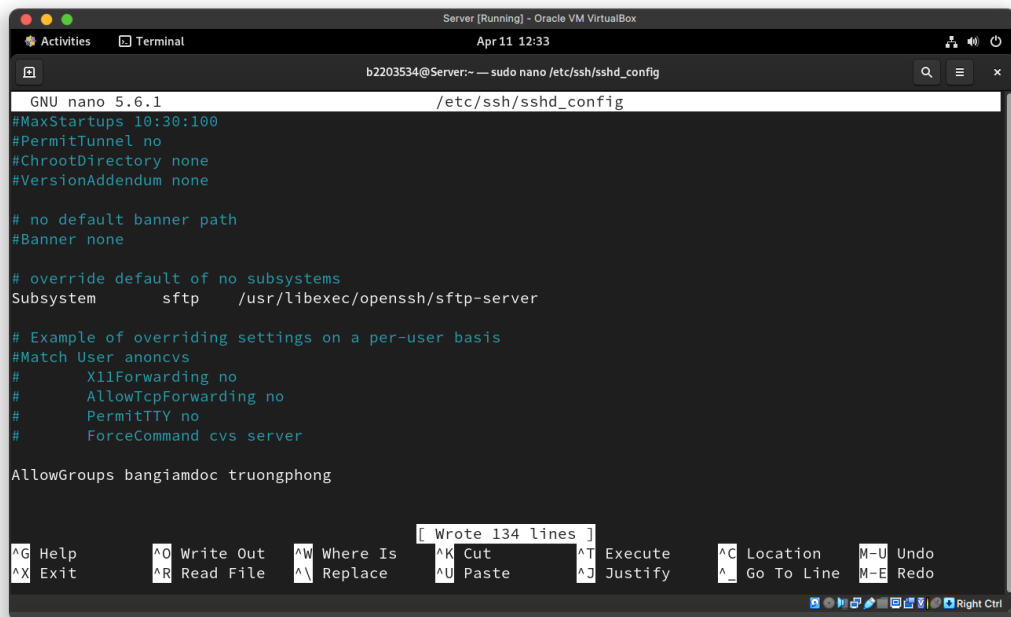 Server [Running] - Oracle VM VirtualBox
Activities Terminal Apr 11 12:33
b2203534@Server:~ — sudo nano /etc/ssh/sshd_config
GNU nano 5.6.1 /etc/ssh/sshd_config
#MaxStartups 10:30:100
#PermitTunnel no
#ChrootDirectory none
#VersionAddendum none
# no default banner path
#Banner none
# override default of no subsystems
Subsystem sftp /usr/libexec/openssh/sftp-server
# Example of overriding settings on a per-user basis
#Match User anoncvs
# X11Forwarding no
# AllowTcpForwarding no
# PermitTTY no
# ForceCommand cvs server
AllowGroups bangiamdoc truongphong
[ Wrote 134 lines ]
^G Help ^O Write Out ^W Where Is ^K Cut ^T Execute ^C Location M-U Undo
^X Exit ^R Read File ^\ Replace ^U Paste ^J Justify ^_ Go To Line M-E Redo
Right Ctrl